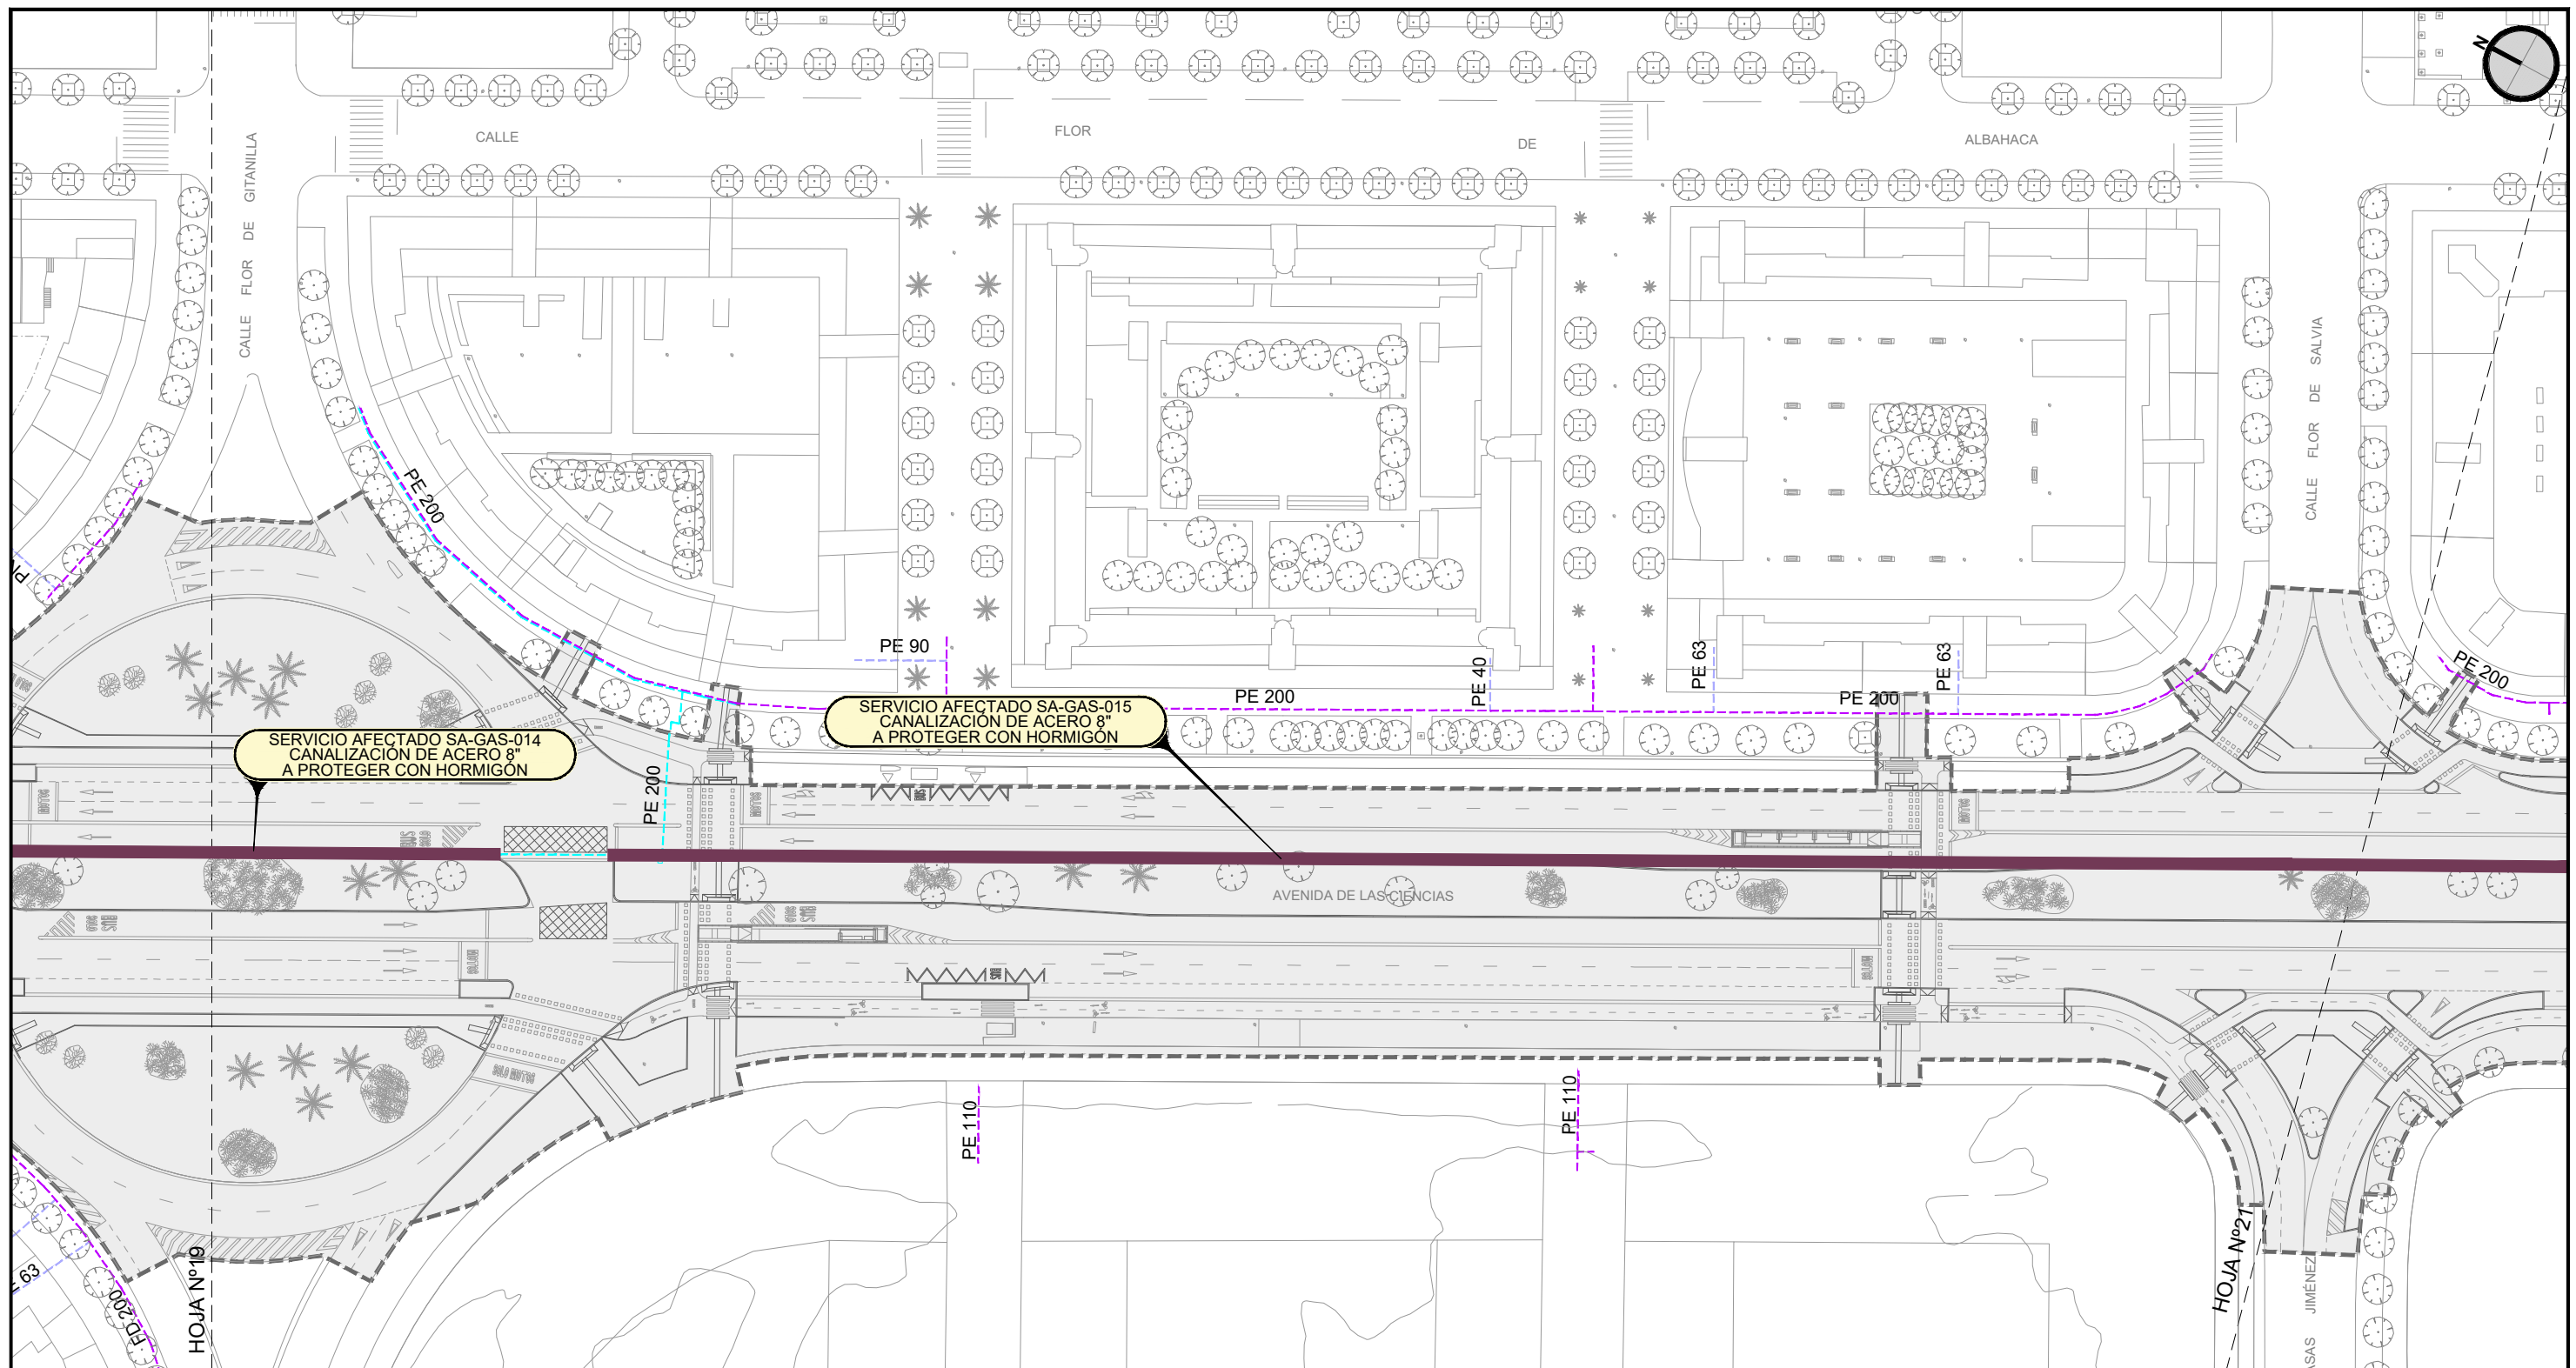 N
CALLE
FLOR
DE
ALBAHACA
CALLE FLOR DE GITANILLA
CALLE FLOR DE SALVIA
PE 200
PE 90
PE 40
PE 63
PE 63
PE 200
PE 200
PE 200
SERVICIO AFECTADO SA-GAS-015
CANALIZACIÓN DE ACERO 8"
A PROTEGER CON HORMIGÓN
SERVICIO AFECTADO SA-GAS-014
CANALIZACIÓN DE ACERO 8"
A PROTEGER CON HORMIGÓN
PE 200
AVENIDA DE LAS CIENCIAS
PE 110
PE 110
HOJA Nº19
HOJA Nº21
FD 200
E 63
JIMÉNEZ